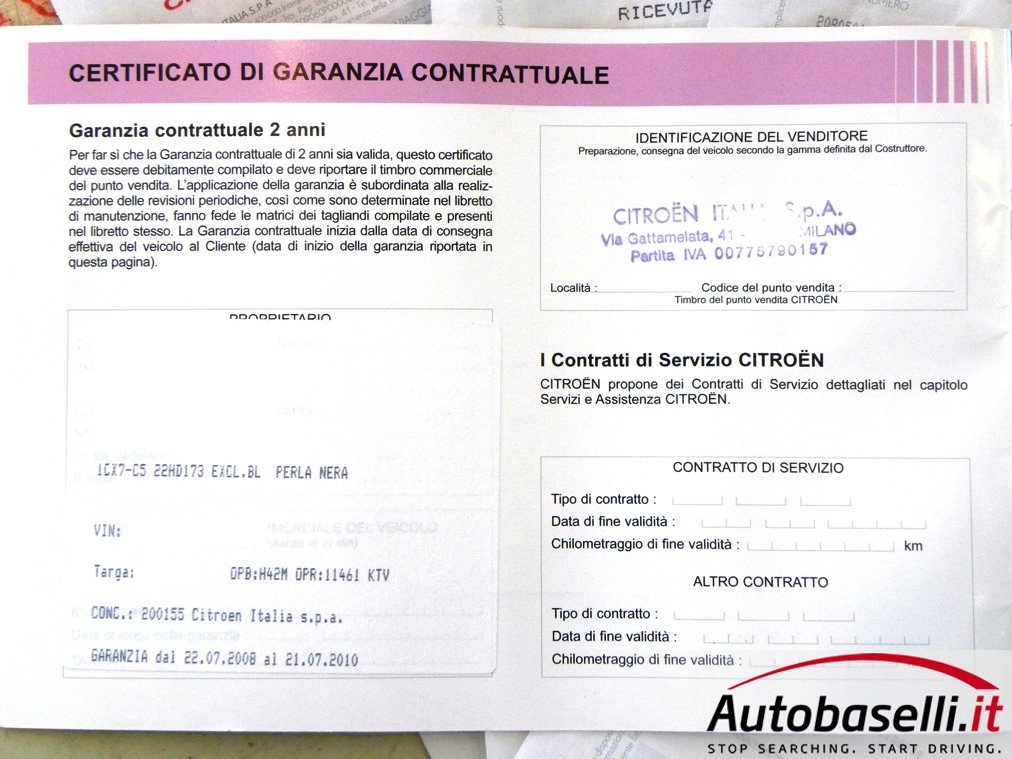 RICEVUTA
CERTIFICATO DI GARANZIA CONTRATTUALE
Garanzia contrattuale 2 anni
Per far sì che la Garanzia contrattuale di 2 anni sia valida, questo certificato
deve essere debitamente compilato e deve riportare il timbro commerciale
del punto vendita. L'applicazione della garanzia è subordinata alla realiz-
zazione delle revisioni periodiche, così come sono determinate nel libretto
di manutenzione, fanno fede le matrici dei tagliandi compilate e presenti
nel libretto stesso. La Garanzia contrattuale inizia dalla data di consegna
effettiva del veicolo al Cliente (data di inizio della garanzia riportata in
questa pagina).
PROPRIETARIO
1CX7-C5 22HD173 EXCL.BL PERLA NERA
VIN:
Targa: OPB:H42M OPR:11461 KTV
CONC.: 200155 Citroen Italia s.p.a.
Data di inizio della garanzia
GARANZIA dal 22.07.2008 al 21.07.2010
IDENTIFICAZIONE DEL VENDITORE
Preparazione, consegna del veicolo secondo la gamma definita dal Costruttore.
CITROËN ITALIA S.p.A.
Via Gattamelata, 41 - MILANO
Partita IVA 00775790157
Località : Codice del punto vendita :
Timbro del punto vendita CITROËN
I Contratti di Servizio CITROËN
CITROËN propone dei Contratti di Servizio dettagliati nel capitolo
Servizi e Assistenza CITROËN.
CONTRATTO DI SERVIZIO
Tipo di contratto :
Data di fine validità :
Chilometraggio di fine validità : km
ALTRO CONTRATTO
Tipo di contratto :
Data di fine validità :
Chilometraggio di fine validità :
Autobaselli.it
STOP SEARCHING. START DRIVING.